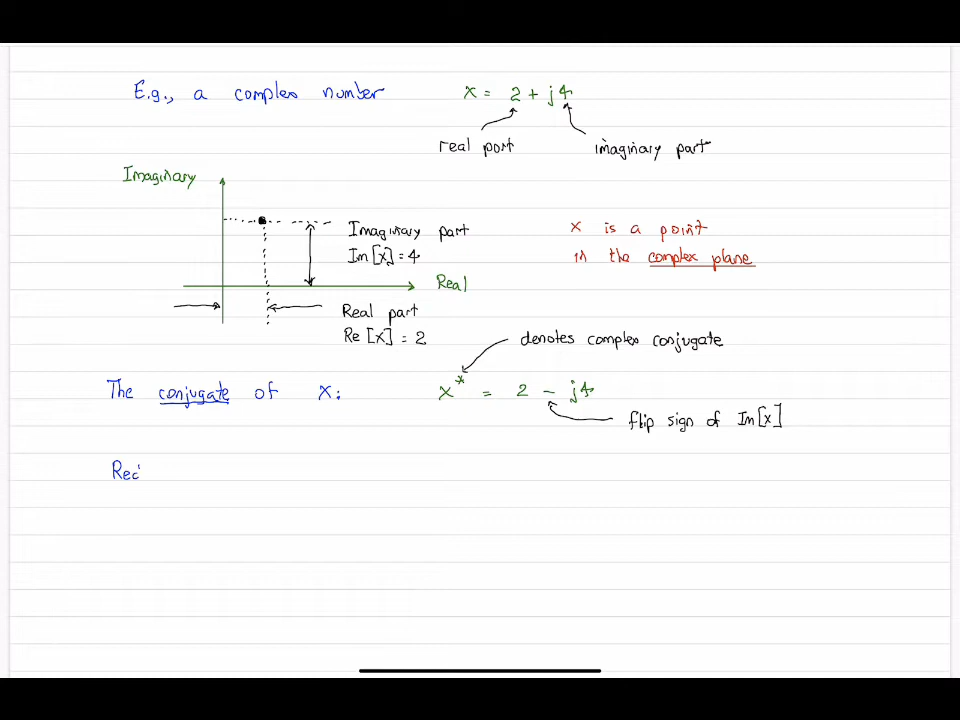 E.g., a complex number x = 2 + j4
real part imaginary part
Imaginary
Imaginary part x is a point
Im[x] = 4 in the complex plane
Real
Real part
Re[x] = 2
denotes complex conjugate
The conjugate of x: x* = 2 - j4
flip sign of Im[x]